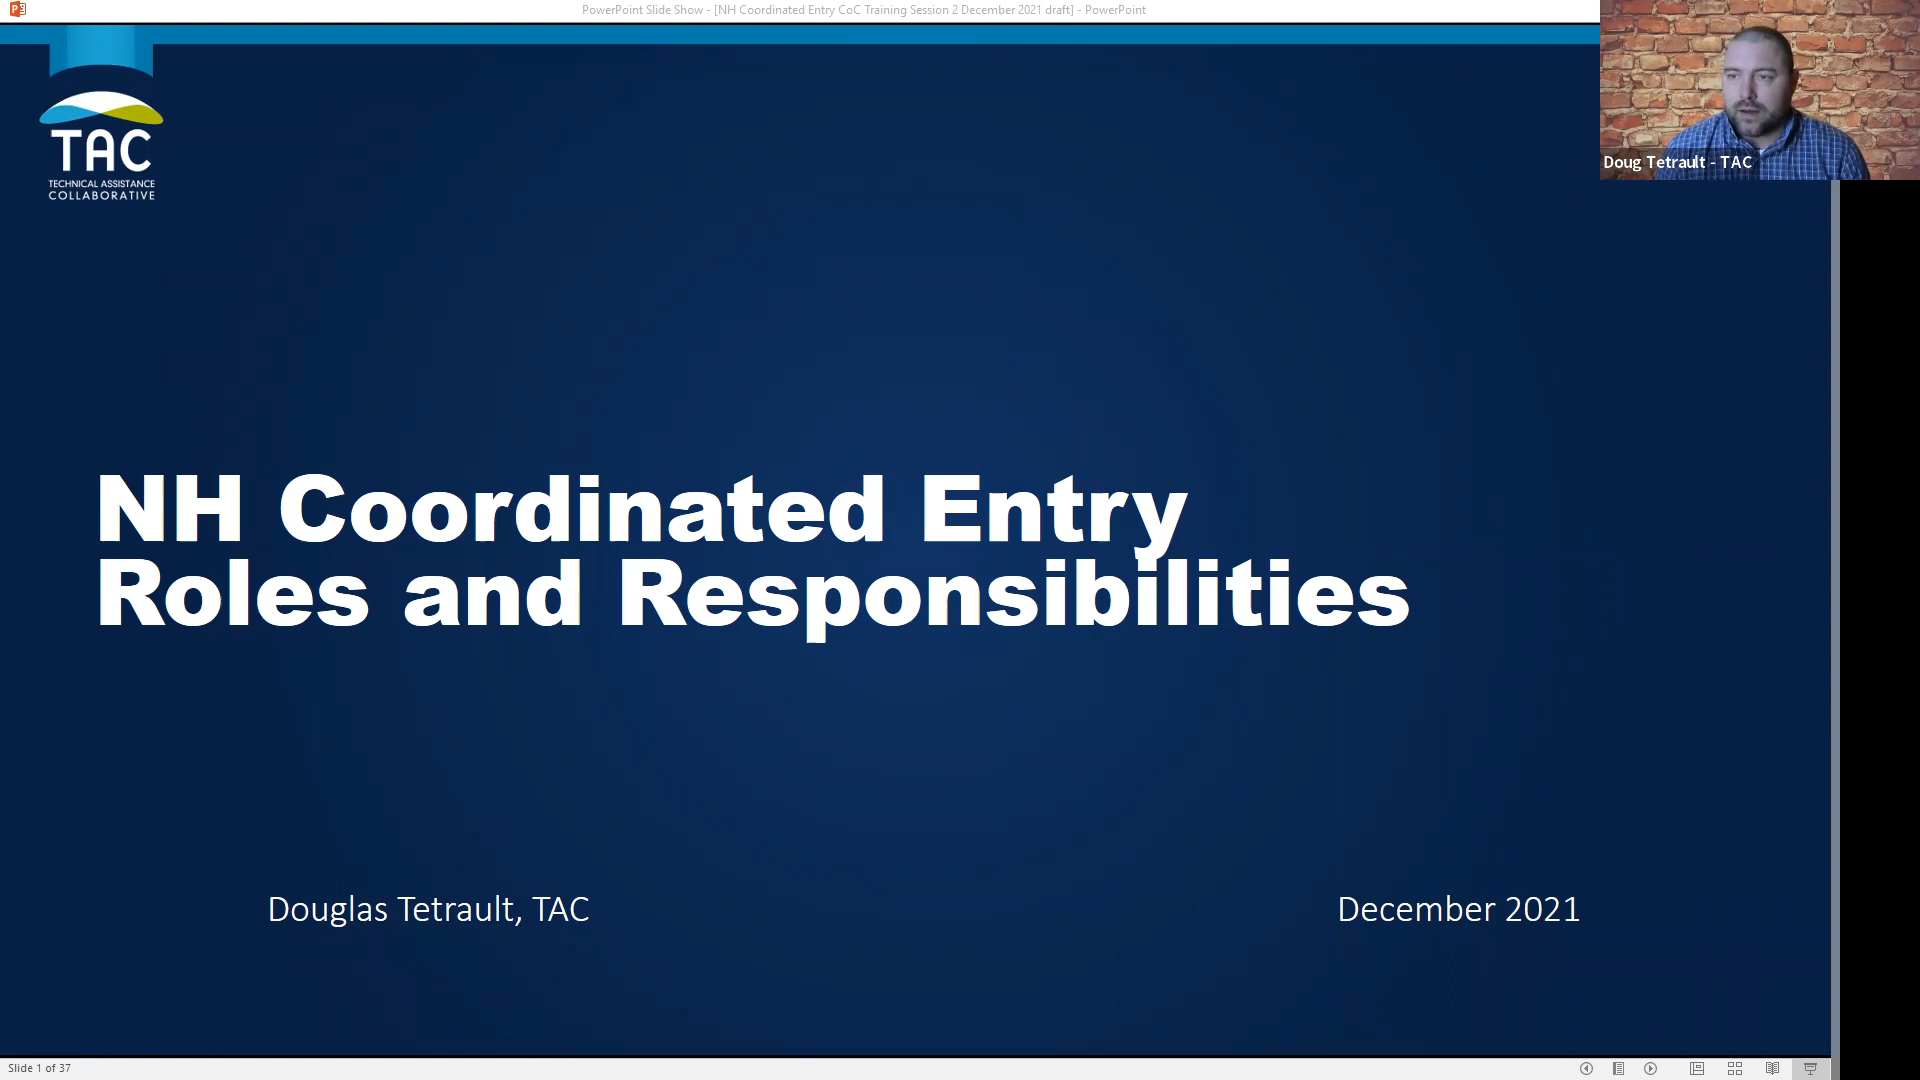 PowerPoint Slide Show - [NH Coordinated Entry CoC Training Session 2 December 2021 draft] - PowerPoint
Doug Tetrault - TAC
TAC
TECHNICAL ASSISTANCE
COLLABORATIVE
NH Coordinated Entry
Roles and Responsibilities
Douglas Tetrault, TAC
December 2021
Slide 1 of 37